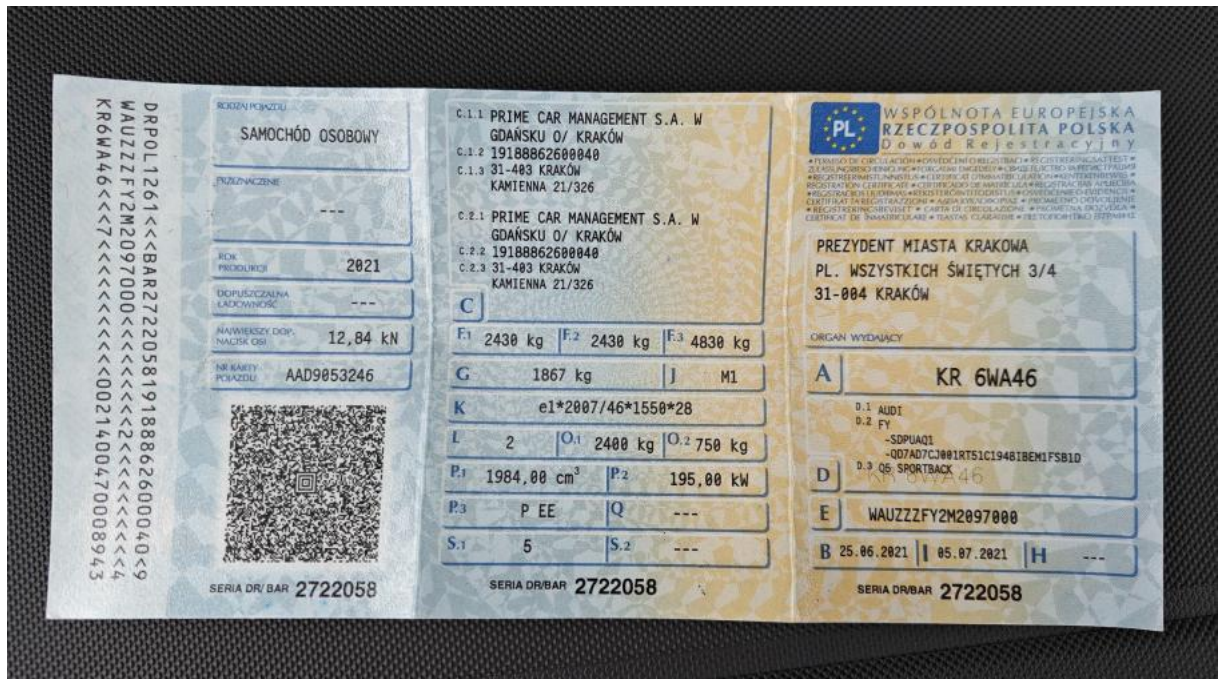 DRPOL1261<<<BAR27220581918886260004​0<9
WAUZZZFY2M2097000<<<<<<<<2<<<<<<<<4
KR6WA46<<<7<<<<<<<<<<002140047​0008943
RODZAJ POJAZDU
SAMOCHÓD OSOBOWY
PRZEZNACZENIE
---
ROK PRODUKCJI 2021
DOPUSZCZALNA ŁADOWNOŚĆ ---
NAJWIĘKSZY DOP. NACISK OSI 12,84 kN
NR KARTY POJAZDU AAD9053246
SERIA DR/BAR 2722058
C.1.1 PRIME CAR MANAGEMENT S.A. W
GDAŃSKU O/ KRAKÓW
C.1.2 19188862600040
C.1.3 31-403 KRAKÓW
KAMIENNA 21/326
C.2.1 PRIME CAR MANAGEMENT S.A. W
GDAŃSKU O/ KRAKÓW
C.2.2 19188862600040
C.2.3 31-403 KRAKÓW
KAMIENNA 21/326
C
F.1 2430 kg F.2 2430 kg F.3 4830 kg
G 1867 kg J M1
K e1*2007/46*1550*28
L 2 O.1 2400 kg O.2 750 kg
P.1 1984,00 cm³ P.2 195,00 kW
P.3 P EE Q ---
S.1 5 S.2 ---
SERIA DR/BAR 2722058
PL
WSPÓLNOTA EUROPEJSKA
RZECZPOSPOLITA POLSKA
Dowód Rejestracyjny
PREZYDENT MIASTA KRAKOWA
PL. WSZYSTKICH ŚWIĘTYCH 3/4
31-004 KRAKÓW
ORGAN WYDAJĄCY
A KR 6WA46
D.1 AUDI
D.2 FY
-SDPUAQ1
-QD7AD7CJ001RT51C194BIBEM1FSB1D
D D.3 Q5 SPORTBACK
KR 6WA46
E WAUZZZFY2M2097000
B 25.06.2021 I 05.07.2021 H ---
SERIA DR/BAR 2722058